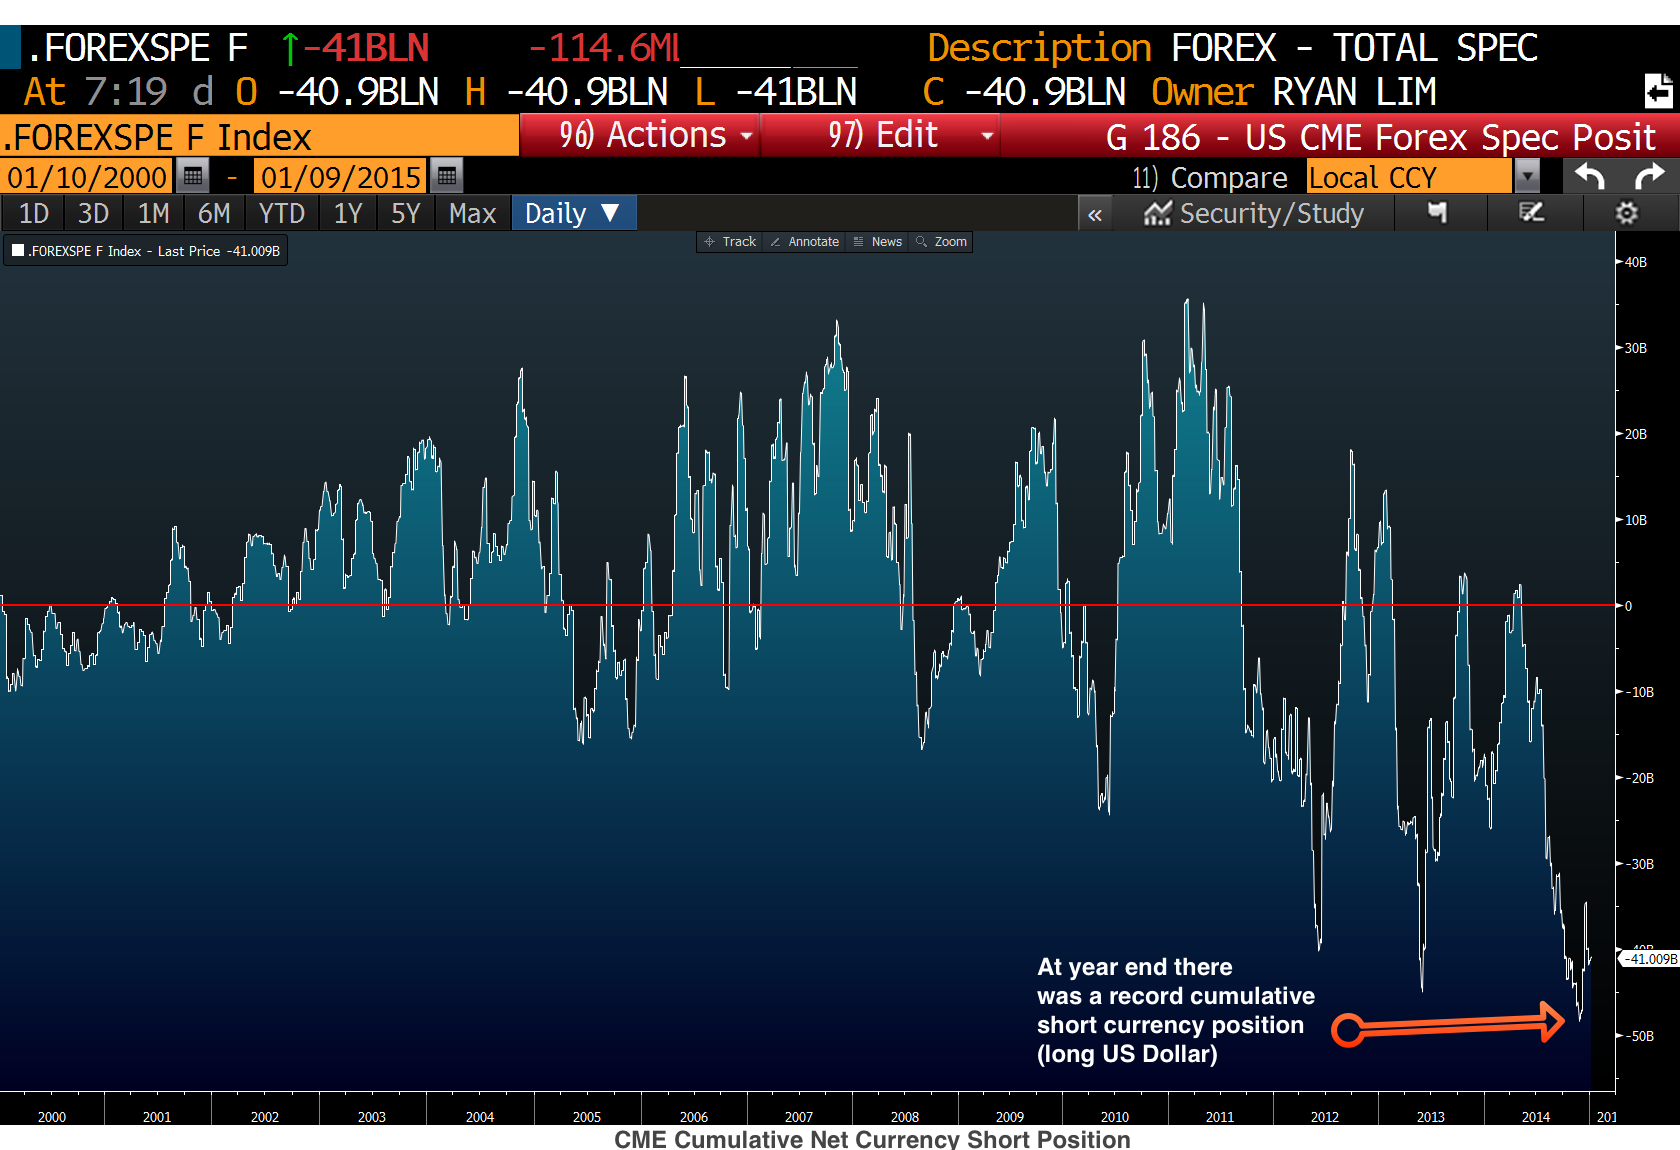 .FOREXSPE F ↑-41BLN -114.6Ml Description FOREX - TOTAL SPEC
At 7:19 d O -40.9BLN H -40.9BLN L -41BLN C -40.9BLN Owner RYAN LIM
.FOREXSPE F Index 96) Actions 97) Edit G 186 - US CME Forex Spec Posit
01/10/2000 - 01/09/2015 11) Compare Local CCY
1D 3D 1M 6M YTD 1Y 5Y Max Daily ▼ « Security/Study
Track Annotate News Zoom
.FOREXSPE F Index - Last Price -41.009B
40B
30B
20B
10B
0
-10B
-20B
-30B
-40B
-41.009B
-50B
At year end there
was a record cumulative
short currency position
(long US Dollar)
2000 2001 2002 2003 2004 2005 2006 2007 2008 2009 2010 2011 2012 2013 2014 201
CME Cumulative Net Currency Short Position